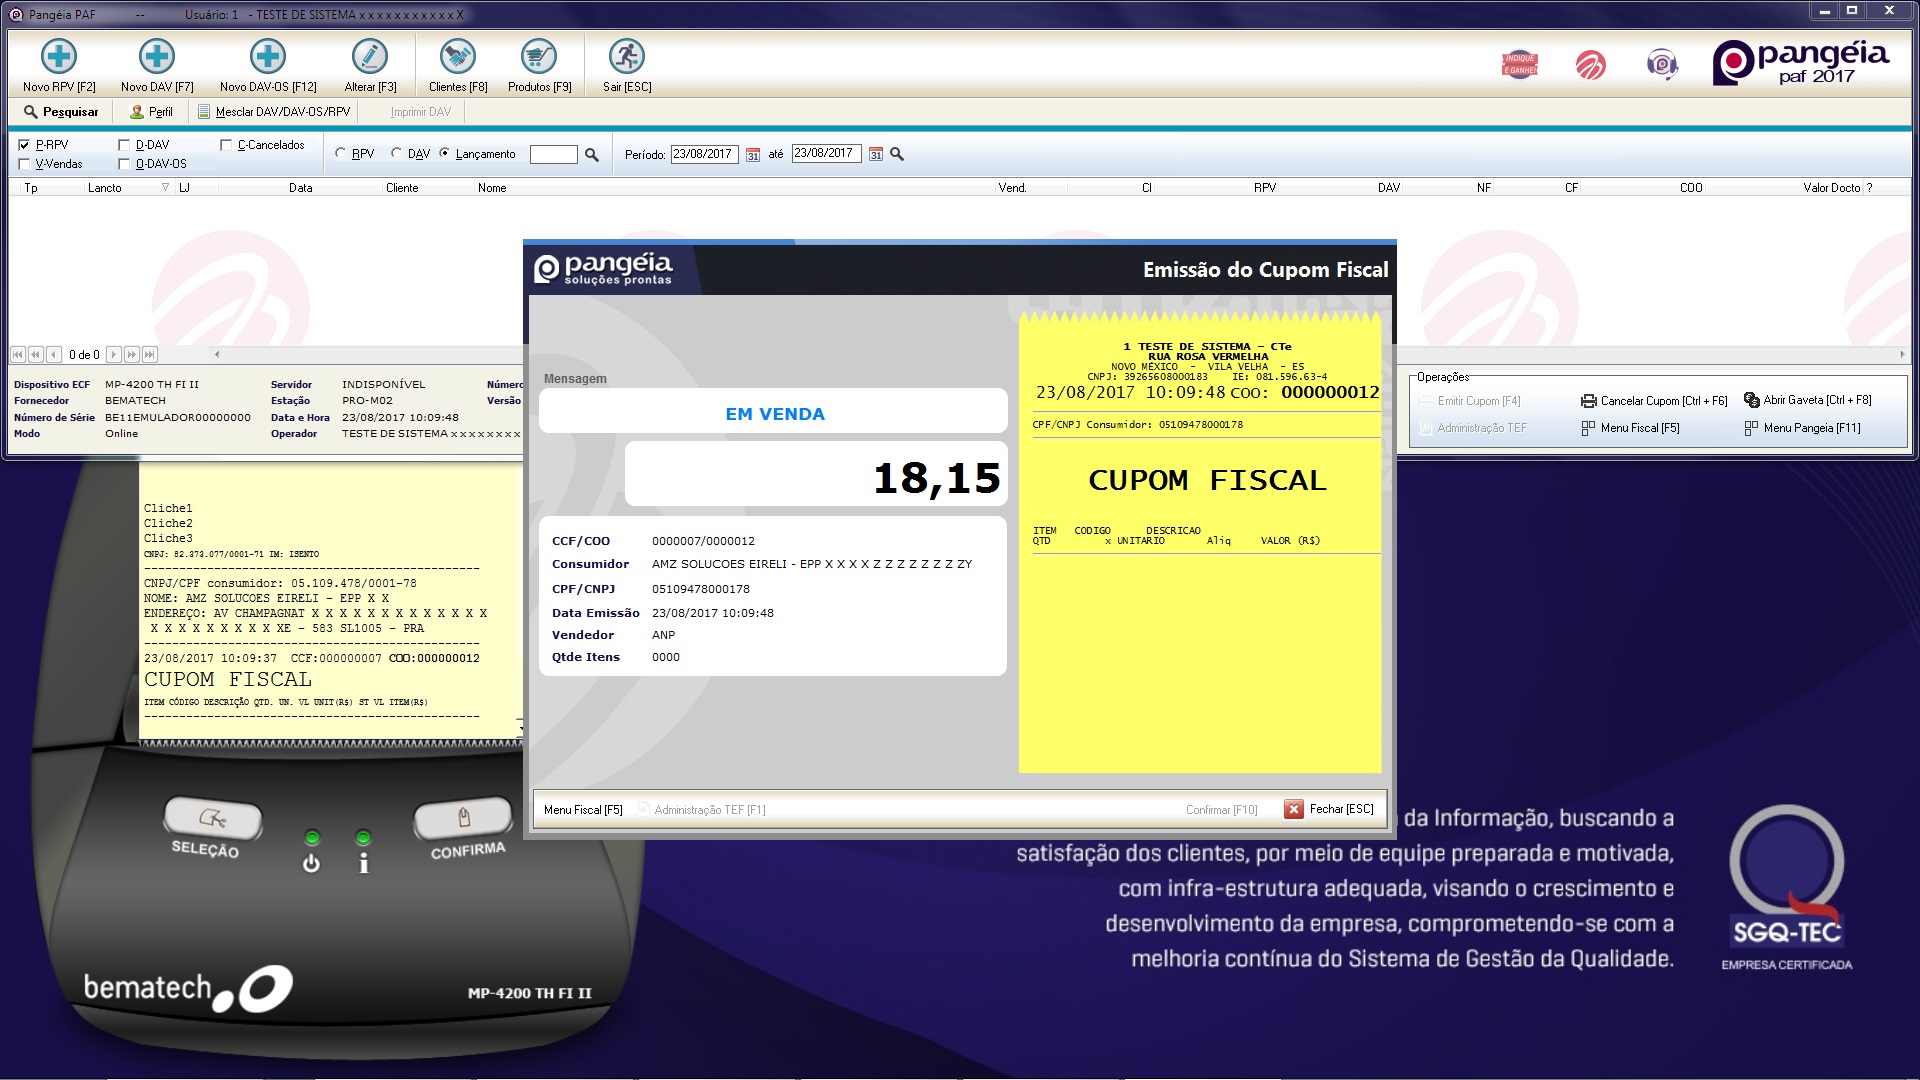 Pangéia PAF -- Usuário: 1 - TESTE DE SISTEMA x x x x x x x x x x x X
Novo RPV [F2] Novo DAV [F7] Novo DAV-OS [F12] Alterar [F3] Clientes [F8] Produtos [F9] Sair [ESC]
INDIQUE E GANHE!
pangéia
paf 2017
Pesquisar Perfil Mesclar DAV/DAV-OS/RPV Imprimir DAV
P-RPV D-DAV C-Cancelados
V-Vendas O-DAV-OS
RPV DAV Lançamento Período: 23/08/2017 31 até 23/08/2017 31
Tp Lancto LJ Data Cliente Nome Vend. CI RPV DAV NF CF COO Valor Docto ?
0 de 0
Dispositivo ECF MP-4200 TH FI II Servidor INDISPONÍVEL Número
Fornecedor BEMATECH Estação PRO-M02 Versão
Número de Série BE11EMULADOR00000000 Data e Hora 23/08/2017 10:09:48
Modo Online Operador TESTE DE SISTEMA x x x x x x x x
Operações
Emitir Cupom [F4] Cancelar Cupom [Ctrl + F6] Abrir Gaveta [Ctrl + F8]
Administração TEF Menu Fiscal [F5] Menu Pangeia [F11]
pangéia
soluções prontas
Emissão do Cupom Fiscal
Mensagem
EM VENDA
18,15
CCF/COO 0000007/0000012
Consumidor AMZ SOLUCOES EIRELI - EPP X X X X Z Z Z Z Z Z Z ZY
CPF/CNPJ 05109478000178
Data Emissão 23/08/2017 10:09:48
Vendedor ANP
Qtde Itens 0000
1 TESTE DE SISTEMA - CTe
RUA ROSA VERMELHA
NOVO MÉXICO - VILA VELHA - ES
CNPJ: 39265608000183 IE: 081.596.63-4
23/08/2017 10:09:48 COO: 000000012
CPF/CNPJ Consumidor: 05109478000178
CUPOM FISCAL
ITEM CODIGO DESCRICAO
QTD x UNITARIO Aliq VALOR (R$)
Menu Fiscal [F5] Administração TEF [F1] Confirmar [F10] Fechar [ESC]
Cliche1
Cliche2
Cliche3
CNPJ: 82.373.077/0001-71 IM: ISENTO
------------------------------------------------
CNPJ/CPF consumidor: 05.109.478/0001-78
NOME: AMZ SOLUCOES EIRELI - EPP X X
ENDEREÇO: AV CHAMPAGNAT X X X X X X X X X X X X X
X X X X X X X X X XE - 583 SL1005 - PRA
------------------------------------------------
23/08/2017 10:09:37 CCF:000000007 COO:000000012
CUPOM FISCAL
ITEM CÓDIGO DESCRIÇÃO QTD. UN. VL UNIT(R$) ST VL ITEM(R$)
------------------------------------------------
SELEÇÃO
CONFIRMA
bematech
MP-4200 TH FI II
da Informação, buscando a
satisfação dos clientes, por meio de equipe preparada e motivada,
com infra-estrutura adequada, visando o crescimento e
desenvolvimento da empresa, comprometendo-se com a
melhoria contínua do Sistema de Gestão da Qualidade.
SGQ-TEC
EMPRESA CERTIFICADA